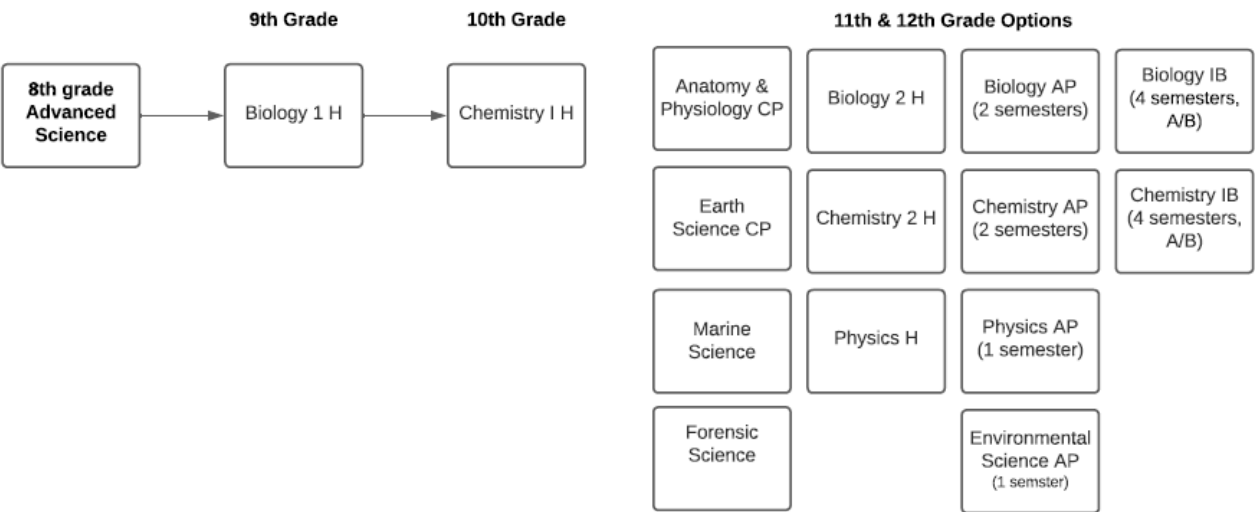 9th Grade
10th Grade
11th & 12th Grade Options
8th grade
Advanced
Science
Biology 1 H
Chemistry I H
Anatomy &
Physiology CP
Biology 2 H
Biology AP
(2 semesters)
Biology IB
(4 semesters,
A/B)
Earth
Science CP
Chemistry 2 H
Chemistry AP
(2 semesters)
Chemistry IB
(4 semesters,
A/B)
Marine
Science
Physics H
Physics AP
(1 semester)
Forensic
Science
Environmental
Science AP
(1 semster)